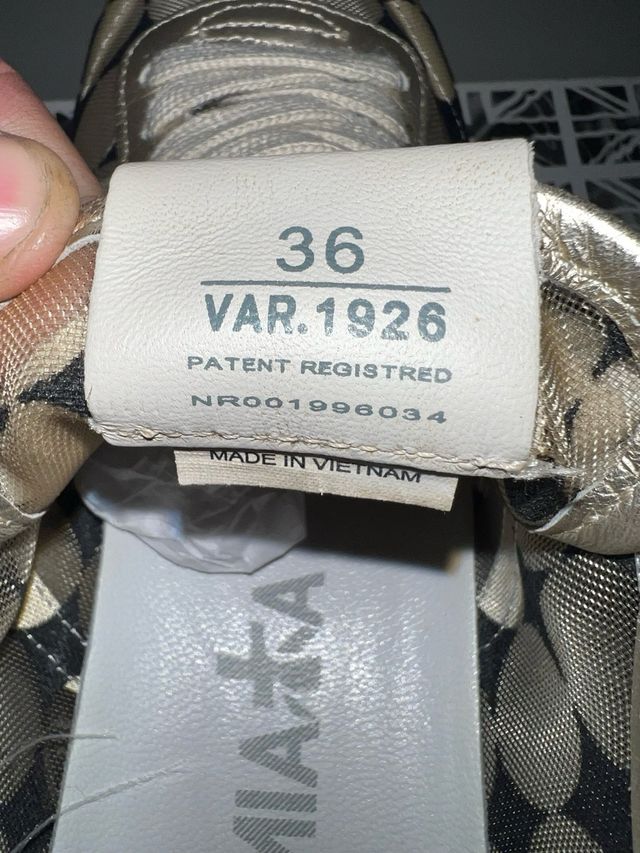 36
VAR.1926
PATENT REGISTRED
NR001996034
MADE IN VIETNAM